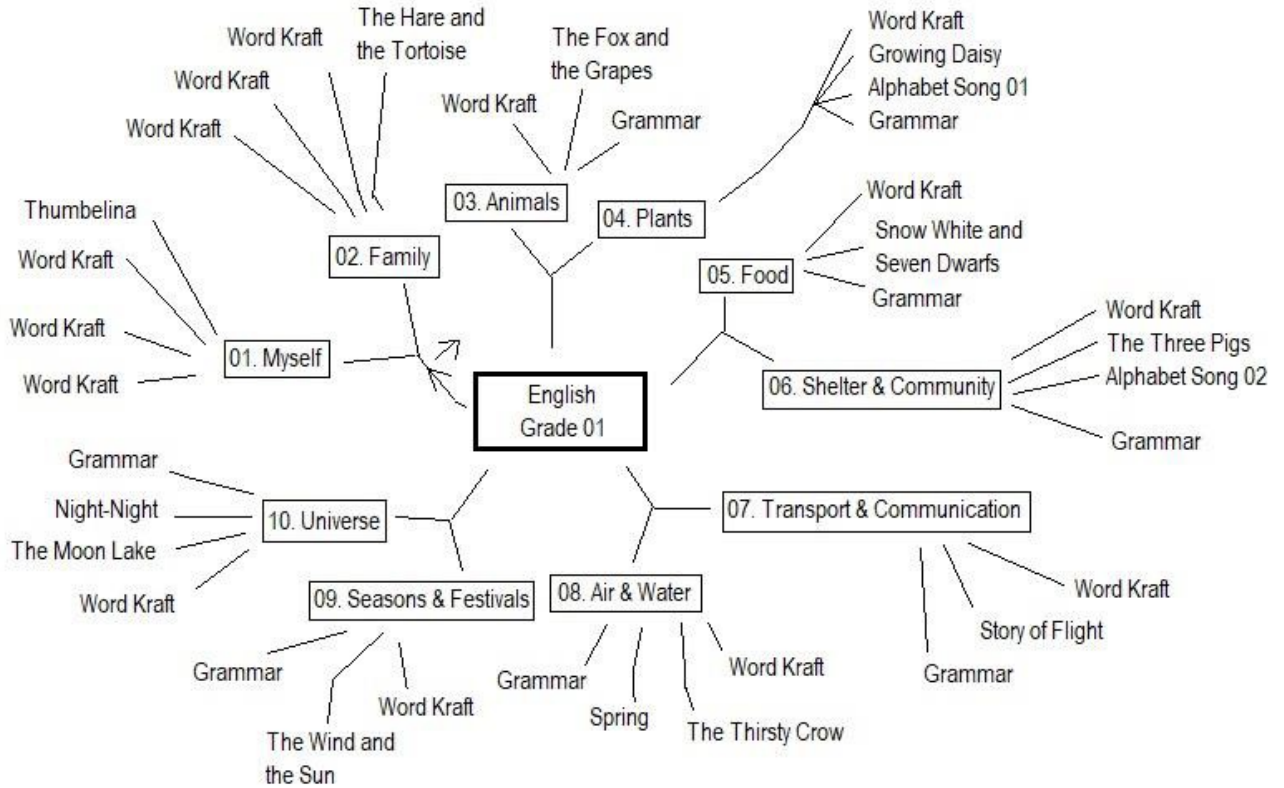 English
Grade 01
01. Myself
Thumbelina
Word Kraft
Word Kraft
Word Kraft
02. Family
Word Kraft
Word Kraft
Word Kraft
The Hare and
the Tortoise
03. Animals
Word Kraft
The Fox and
the Grapes
Grammar
04. Plants
Word Kraft
Growing Daisy
Alphabet Song 01
Grammar
05. Food
Word Kraft
Snow White and
Seven Dwarfs
Grammar
06. Shelter & Community
Word Kraft
The Three Pigs
Alphabet Song 02
Grammar
07. Transport & Communication
Word Kraft
Story of Flight
Grammar
08. Air & Water
Word Kraft
The Thirsty Crow
Spring
Grammar
09. Seasons & Festivals
Word Kraft
The Wind and
the Sun
Grammar
10. Universe
Grammar
Night-Night
The Moon Lake
Word Kraft